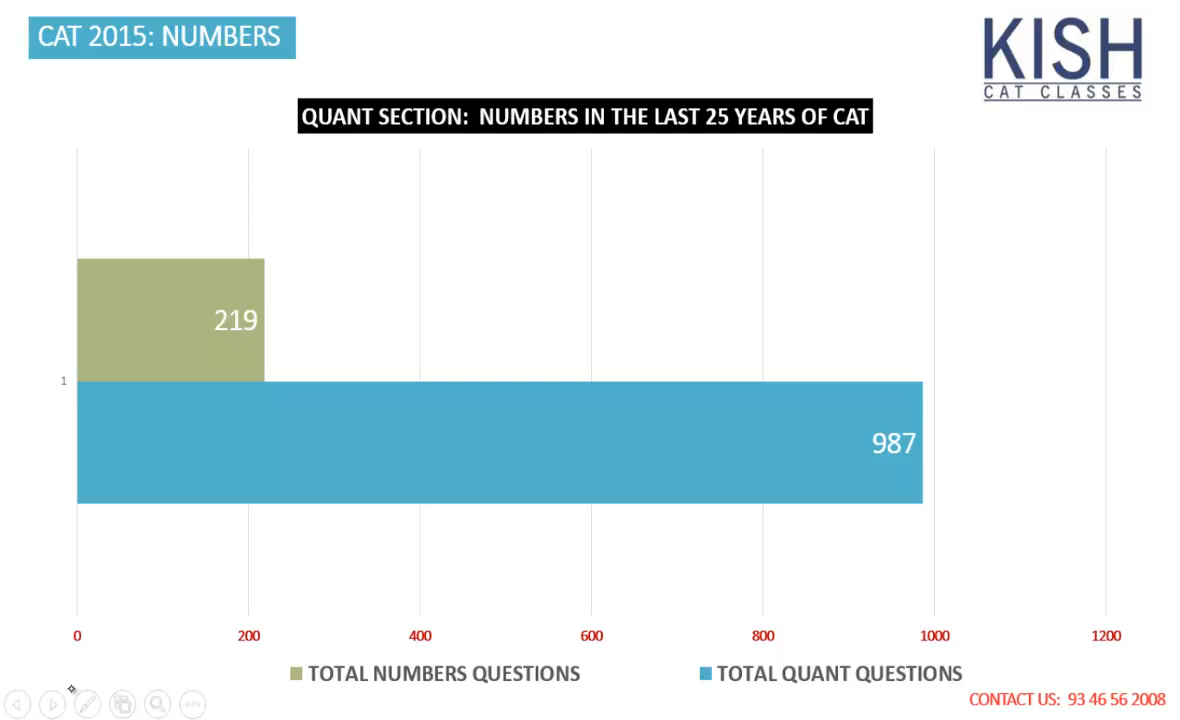 CAT 2015: NUMBERS
KISH
CAT CLASSES
QUANT SECTION: NUMBERS IN THE LAST 25 YEARS OF CAT
219
1
987
0 200 400 600 800 1000 1200
TOTAL NUMBERS QUESTIONS TOTAL QUANT QUESTIONS
CONTACT US: 93 46 56 2008